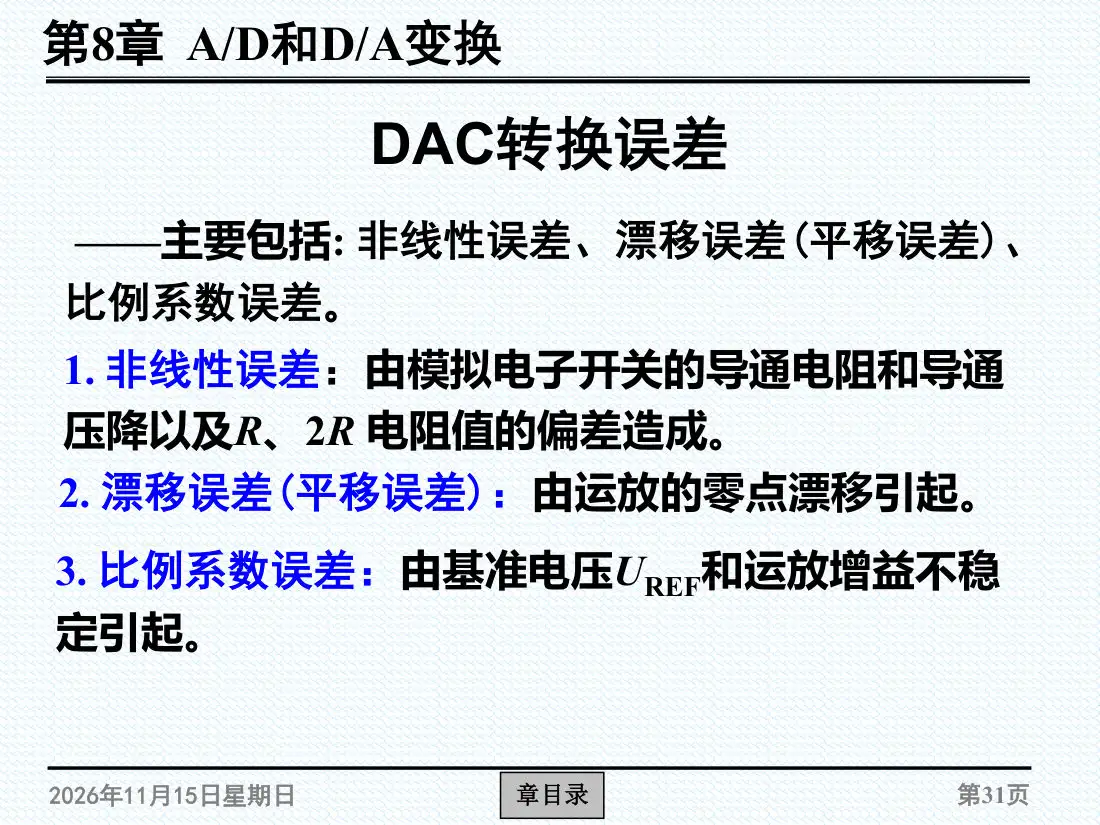 第8章 A/D和D/A变换
DAC转换误差
——主要包括: 非线性误差、漂移误差(平移误差)、
比例系数误差。
1. 非线性误差：由模拟电子开关的导通电阻和导通
压降以及R、2R 电阻值的偏差造成。
2. 漂移误差(平移误差)：由运放的零点漂移引起。
3. 比例系数误差：由基准电压UREF和运放增益不稳
定引起。
2026年11月15日星期日 章目录 第31页